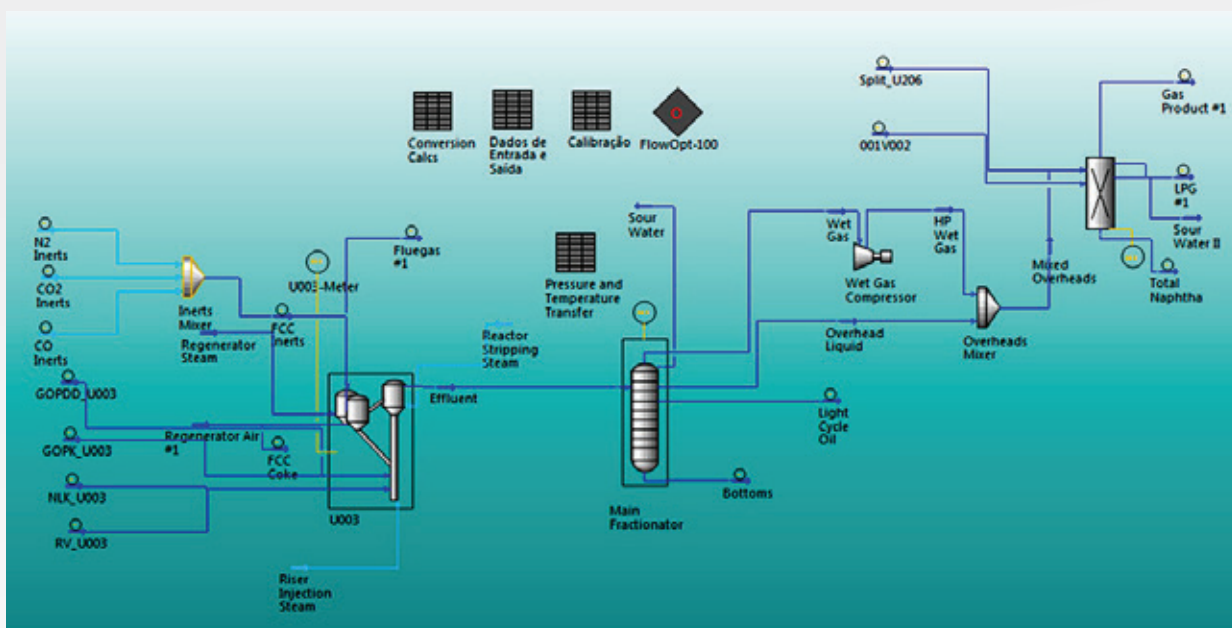 Split_U206
Gas
Product #1
Conversion
Calcs
Dados de
Entrada e
Saída
Calibração
FlowOpt-100
001V002
LPG
#1
Sour
Water
Wet
Gas
HP
Wet
Gas
Sour
Water II
N2
Inerts
Fluegas
#1
U003-Meter
CO2
Inerts
Inerts
Mixer
Pressure and
Temperature
Transfer
Wet Gas
Compressor
Mixed
Overheads
Total
Naphtha
FCC
Inerts
CO
Inerts
Regenerator
Steam
Reactor
Stripping
Steam
Overhead
Liquid
Overheads
Mixer
GOPDD_U003
Effluent
Light
Cycle
Oil
GOPK_U003
Regenerator Air
#1
FCC
Coke
NLK_U003
Bottoms
RV_U003
U003
Main
Fractionator
Riser
Injection
Steam